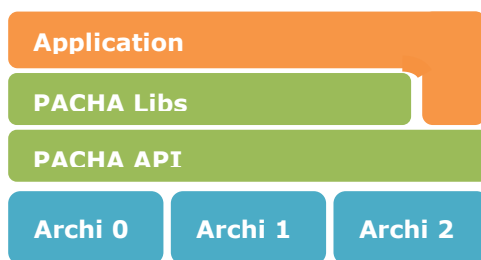 Application
PACHA Libs
PACHA API
Archi 0 Archi 1 Archi 2